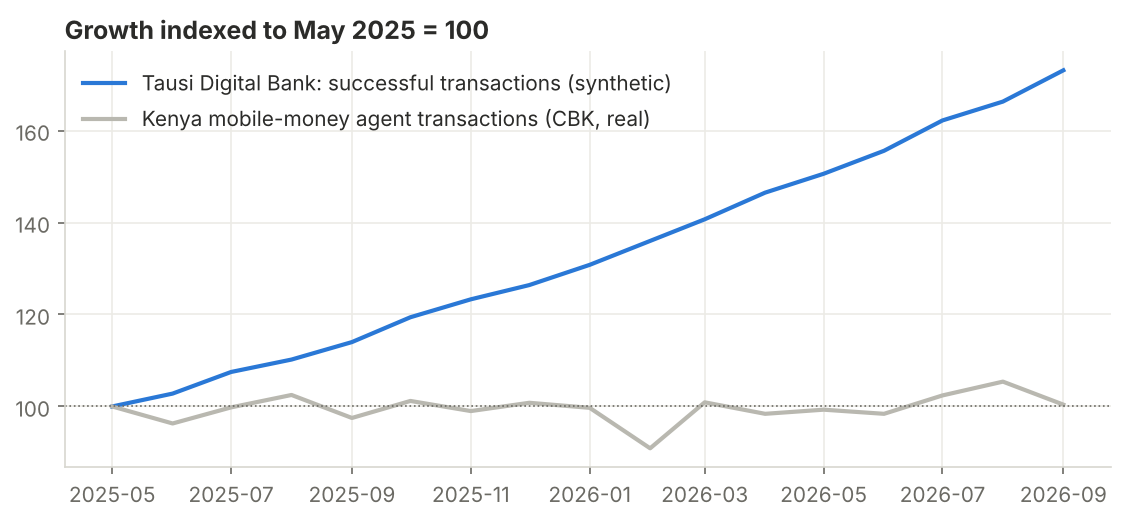 Growth indexed to May 2025 = 100
Tausi Digital Bank: successful transactions (synthetic)
Kenya mobile-money agent transactions (CBK, real)
160
140
120
100
2025-05 2025-07 2025-09 2025-11 2026-01 2026-03 2026-05 2026-07 2026-09